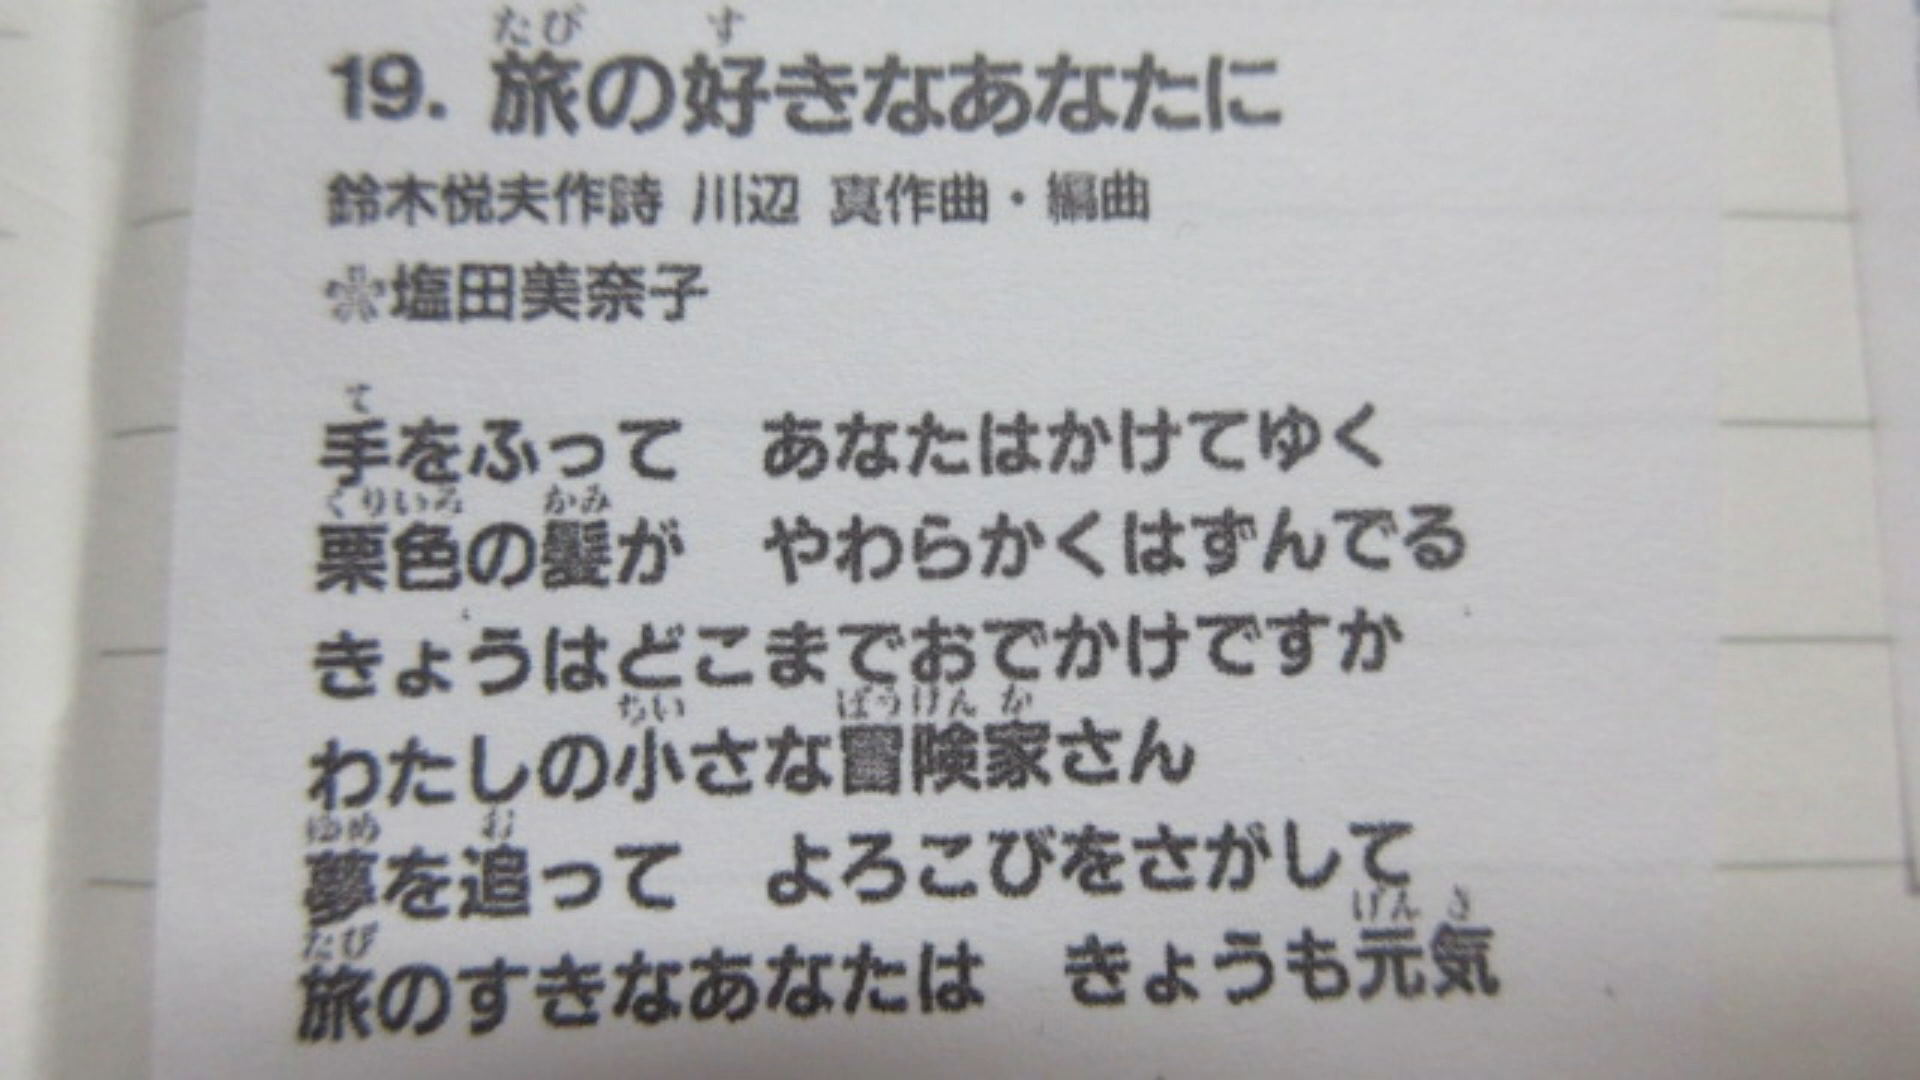 19. 旅の好きなあなたに
鈴木悦夫作詩 川辺 真作曲・編曲
塩田美奈子
手をふって あなたはかけてゆく
栗色の髪が やわらかくはずんでる
きょうはどこまでおでかけですか
わたしの小さな冒険家さん
夢を追って よろこびをさがして
旅のすきなあなたは きょうも元気